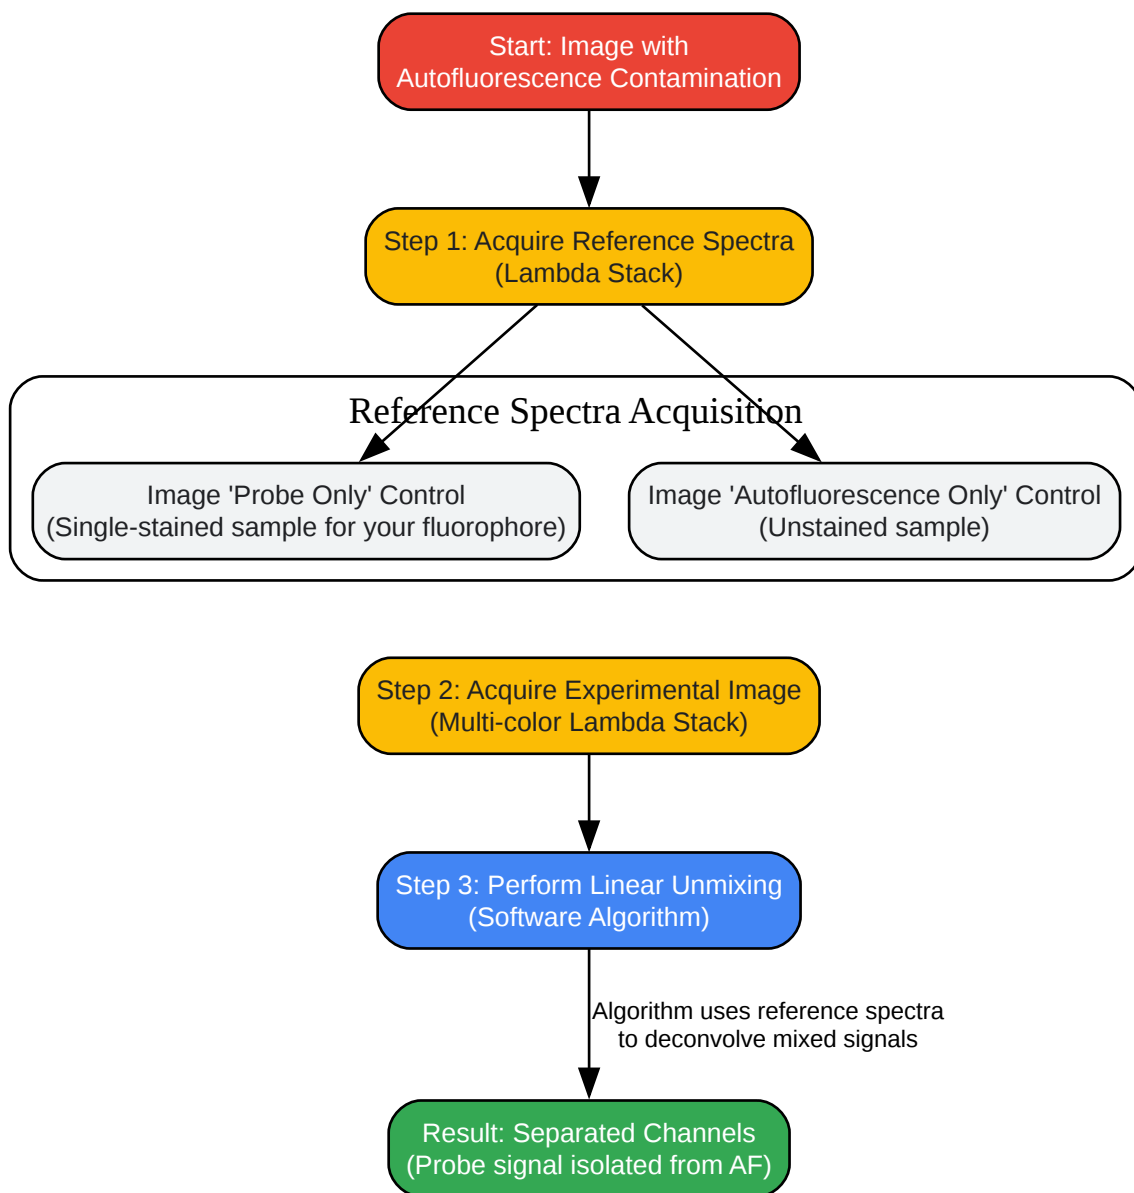 Start: Image with
Autofluorescence Contamination
Step 1: Acquire Reference Spectra
(Lambda Stack)
Reference Spectra Acquisition
Image 'Probe Only' Control
(Single-stained sample for your fluorophore)
Image 'Autofluorescence Only' Control
(Unstained sample)
Step 2: Acquire Experimental Image
(Multi-color Lambda Stack)
Step 3: Perform Linear Unmixing
(Software Algorithm)
Algorithm uses reference spectra
to deconvolve mixed signals
Result: Separated Channels
(Probe signal isolated from AF)